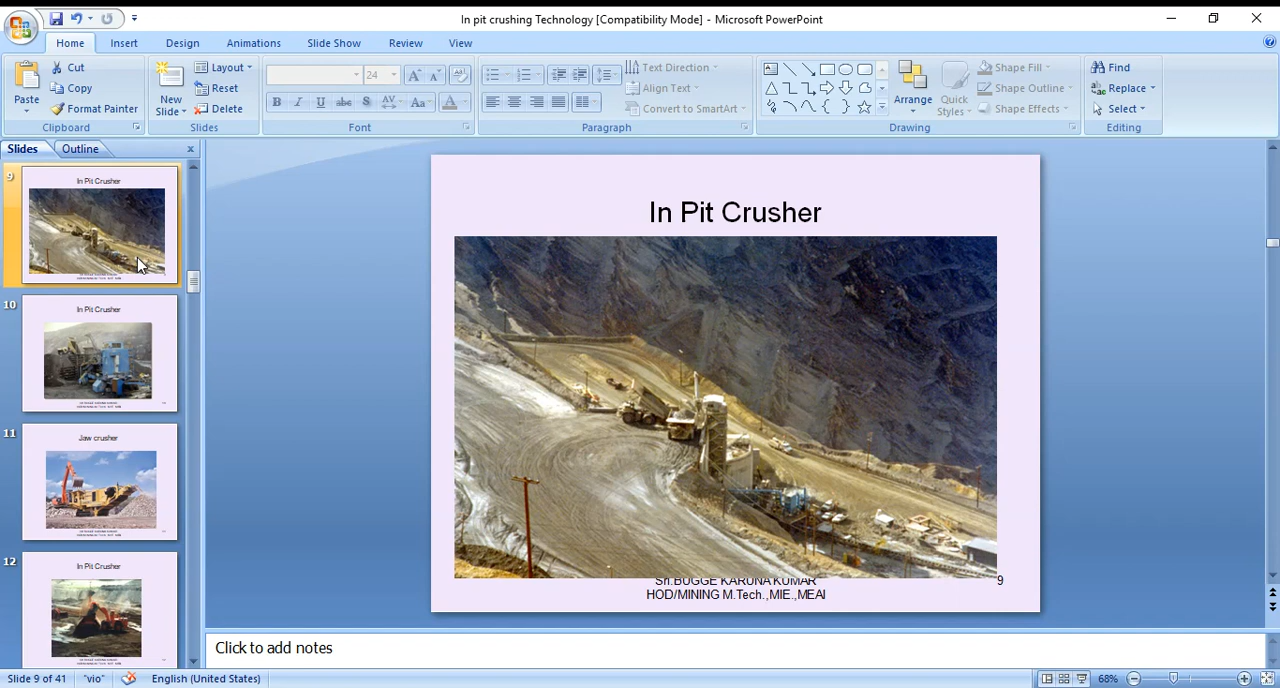 In pit crushing Technology [Compatibility Mode] - Microsoft PowerPoint
Home Insert Design Animations Slide Show Review View
Paste
Cut
Copy
Format Painter
Clipboard
New Slide
Layout
Reset
Delete
Slides
24
B I U abc S AV Aa A
Font
Text Direction
Align Text
Convert to SmartArt
Paragraph
Arrange
Quick Styles
Shape Fill
Shape Outline
Shape Effects
Drawing
Find
Replace
Select
Editing
Slides Outline x
9
In Pit Crusher
10
In Pit Crusher
11
Jaw crusher
12
In Pit Crusher
In Pit Crusher
Sri.BUGGE KARUNA KUMAR
HOD/MINING M.Tech.,MIE.,MEAI
9
Click to add notes
Slide 9 of 41 "vio" English (United States) 68%